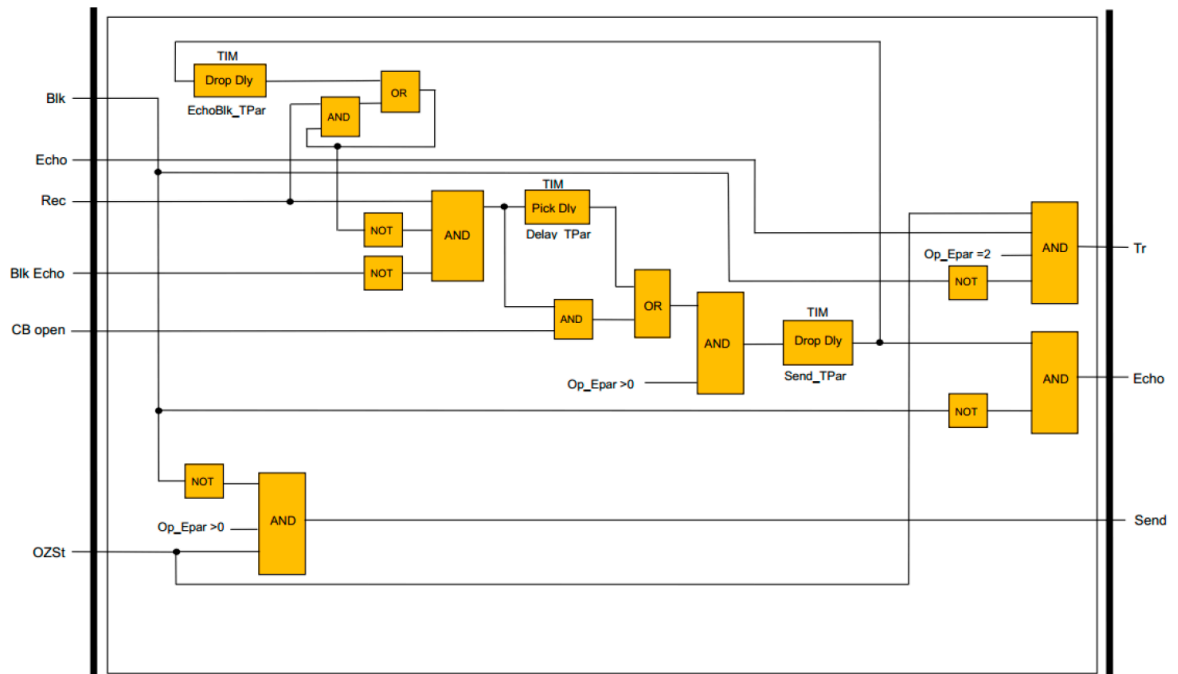 TIM
Drop Dly
OR
Blk
EchoBlk_TPar
AND
Echo
Rec
TIM
Pick Dly
NOT
AND
Delay_TPar
AND
Tr
Op_Epar =2
Blk Echo
NOT
NOT
OR
AND
CB open
TIM
AND
Drop Dly
AND
Echo
Send_TPar
Op_Epar >0
NOT
NOT
AND
Send
Op_Epar >0
OZSt